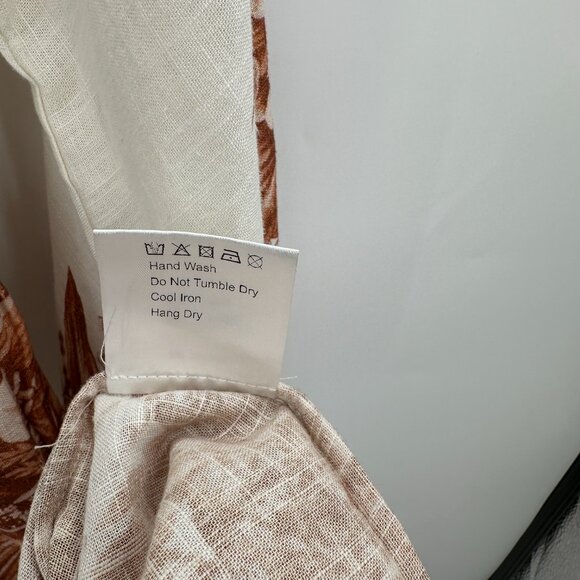 Hand Wash
Do Not Tumble Dry
Cool Iron
Hang Dry